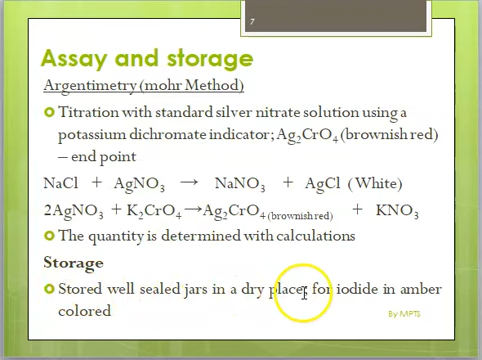 7
Assay and storage
Argentimetry (mohr Method)
Titration with standard silver nitrate solution using a
potassium dichromate indicator; Ag₂CrO₄ (brownish red)
– end point
NaCl + AgNO₃ → NaNO₃ + AgCl (White)
2AgNO₃ + K₂CrO₄ →Ag₂CrO₄ (brownish red) + KNO₃
The quantity is determined with calculations
Storage
Stored well sealed jars in a dry place, for iodide in amber
colored
By MPTS